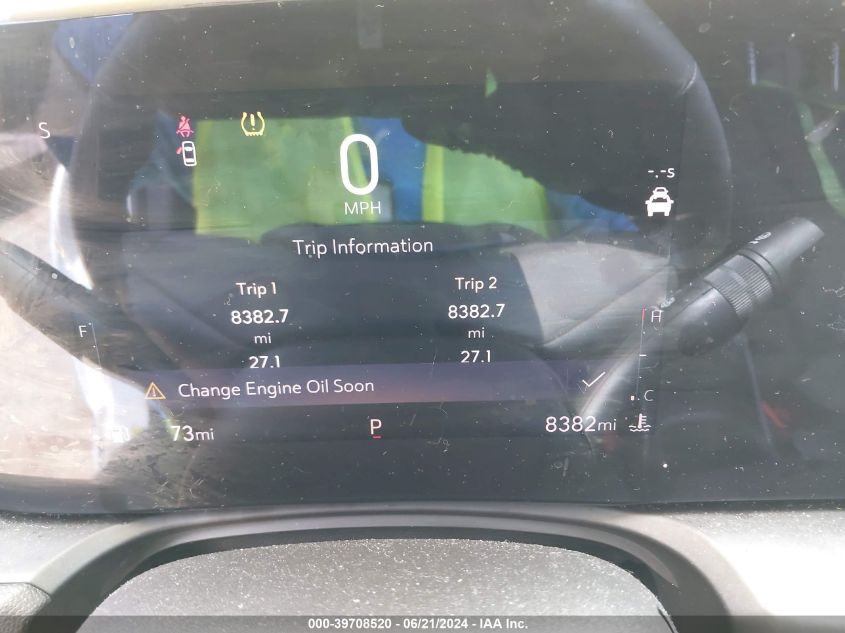 S
0
MPH
-.-s
Trip Information
Trip 1
Trip 2
8382.7
8382.7
mi
mi
27.1
27.1
F
H
Change Engine Oil Soon
C
73mi
P
8382mi
000-39708520 - 06/21/2024 - IAA Inc.